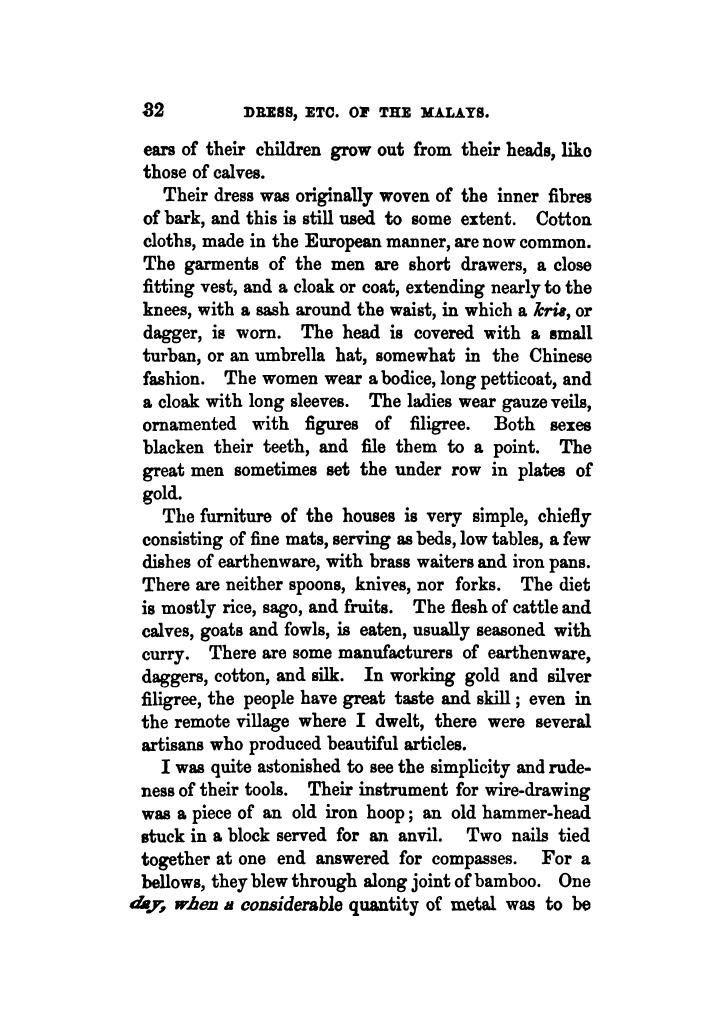 32 DRESS, ETC. OF THE MALAYS.
ears of their children grow out from their heads, like
those of calves.
Their dress was originally woven of the inner fibres
of bark, and this is still used to some extent. Cotton
cloths, made in the European manner, are now common.
The garments of the men are short drawers, a close
fitting vest, and a cloak or coat, extending nearly to the
knees, with a sash around the waist, in which a kris, or
dagger, is worn. The head is covered with a small
turban, or an umbrella hat, somewhat in the Chinese
fashion. The women wear a bodice, long petticoat, and
a cloak with long sleeves. The ladies wear gauze veils,
ornamented with figures of filigree. Both sexes
blacken their teeth, and file them to a point. The
great men sometimes set the under row in plates of
gold.
The furniture of the houses is very simple, chiefly
consisting of fine mats, serving as beds, low tables, a few
dishes of earthenware, with brass waiters and iron pans.
There are neither spoons, knives, nor forks. The diet
is mostly rice, sago, and fruits. The flesh of cattle and
calves, goats and fowls, is eaten, usually seasoned with
curry. There are some manufacturers of earthenware,
daggers, cotton, and silk. In working gold and silver
filigree, the people have great taste and skill; even in
the remote village where I dwelt, there were several
artisans who produced beautiful articles.
I was quite astonished to see the simplicity and rude-
ness of their tools. Their instrument for wire-drawing
was a piece of an old iron hoop; an old hammer-head
stuck in a block served for an anvil. Two nails tied
together at one end answered for compasses. For a
bellows, they blew through a long joint of bamboo. One
day, when a considerable quantity of metal was to be